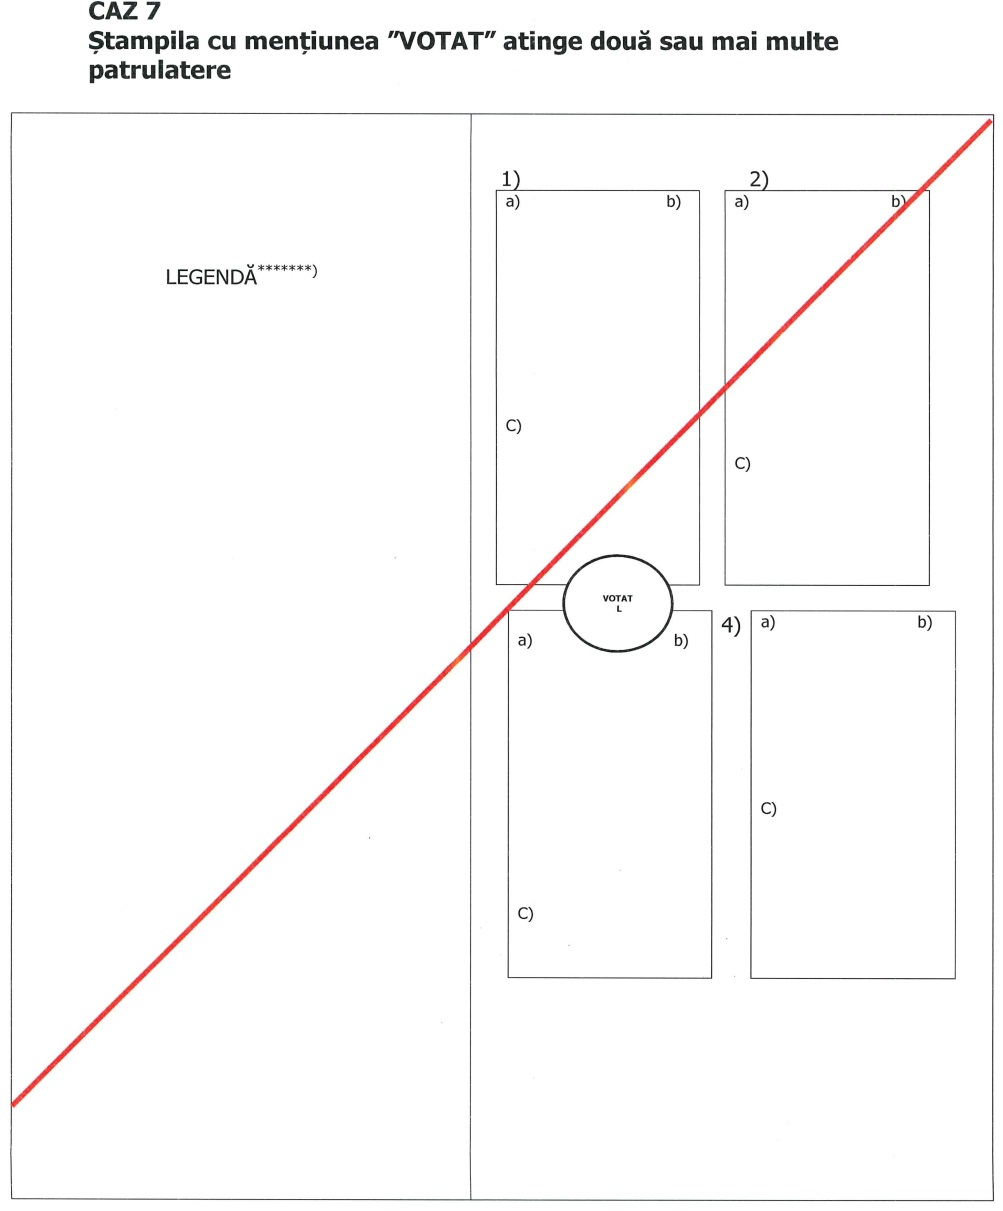 CAZ 7
Ștampila cu mențiunea ”VOTAT” atinge două sau mai multe
patrulatere
1)
2)
a)
b)
a)
b)
LEGENDĂ*******)
C)
C)
VOTAT
L
a)
b)
4)
a)
b)
C)
C)